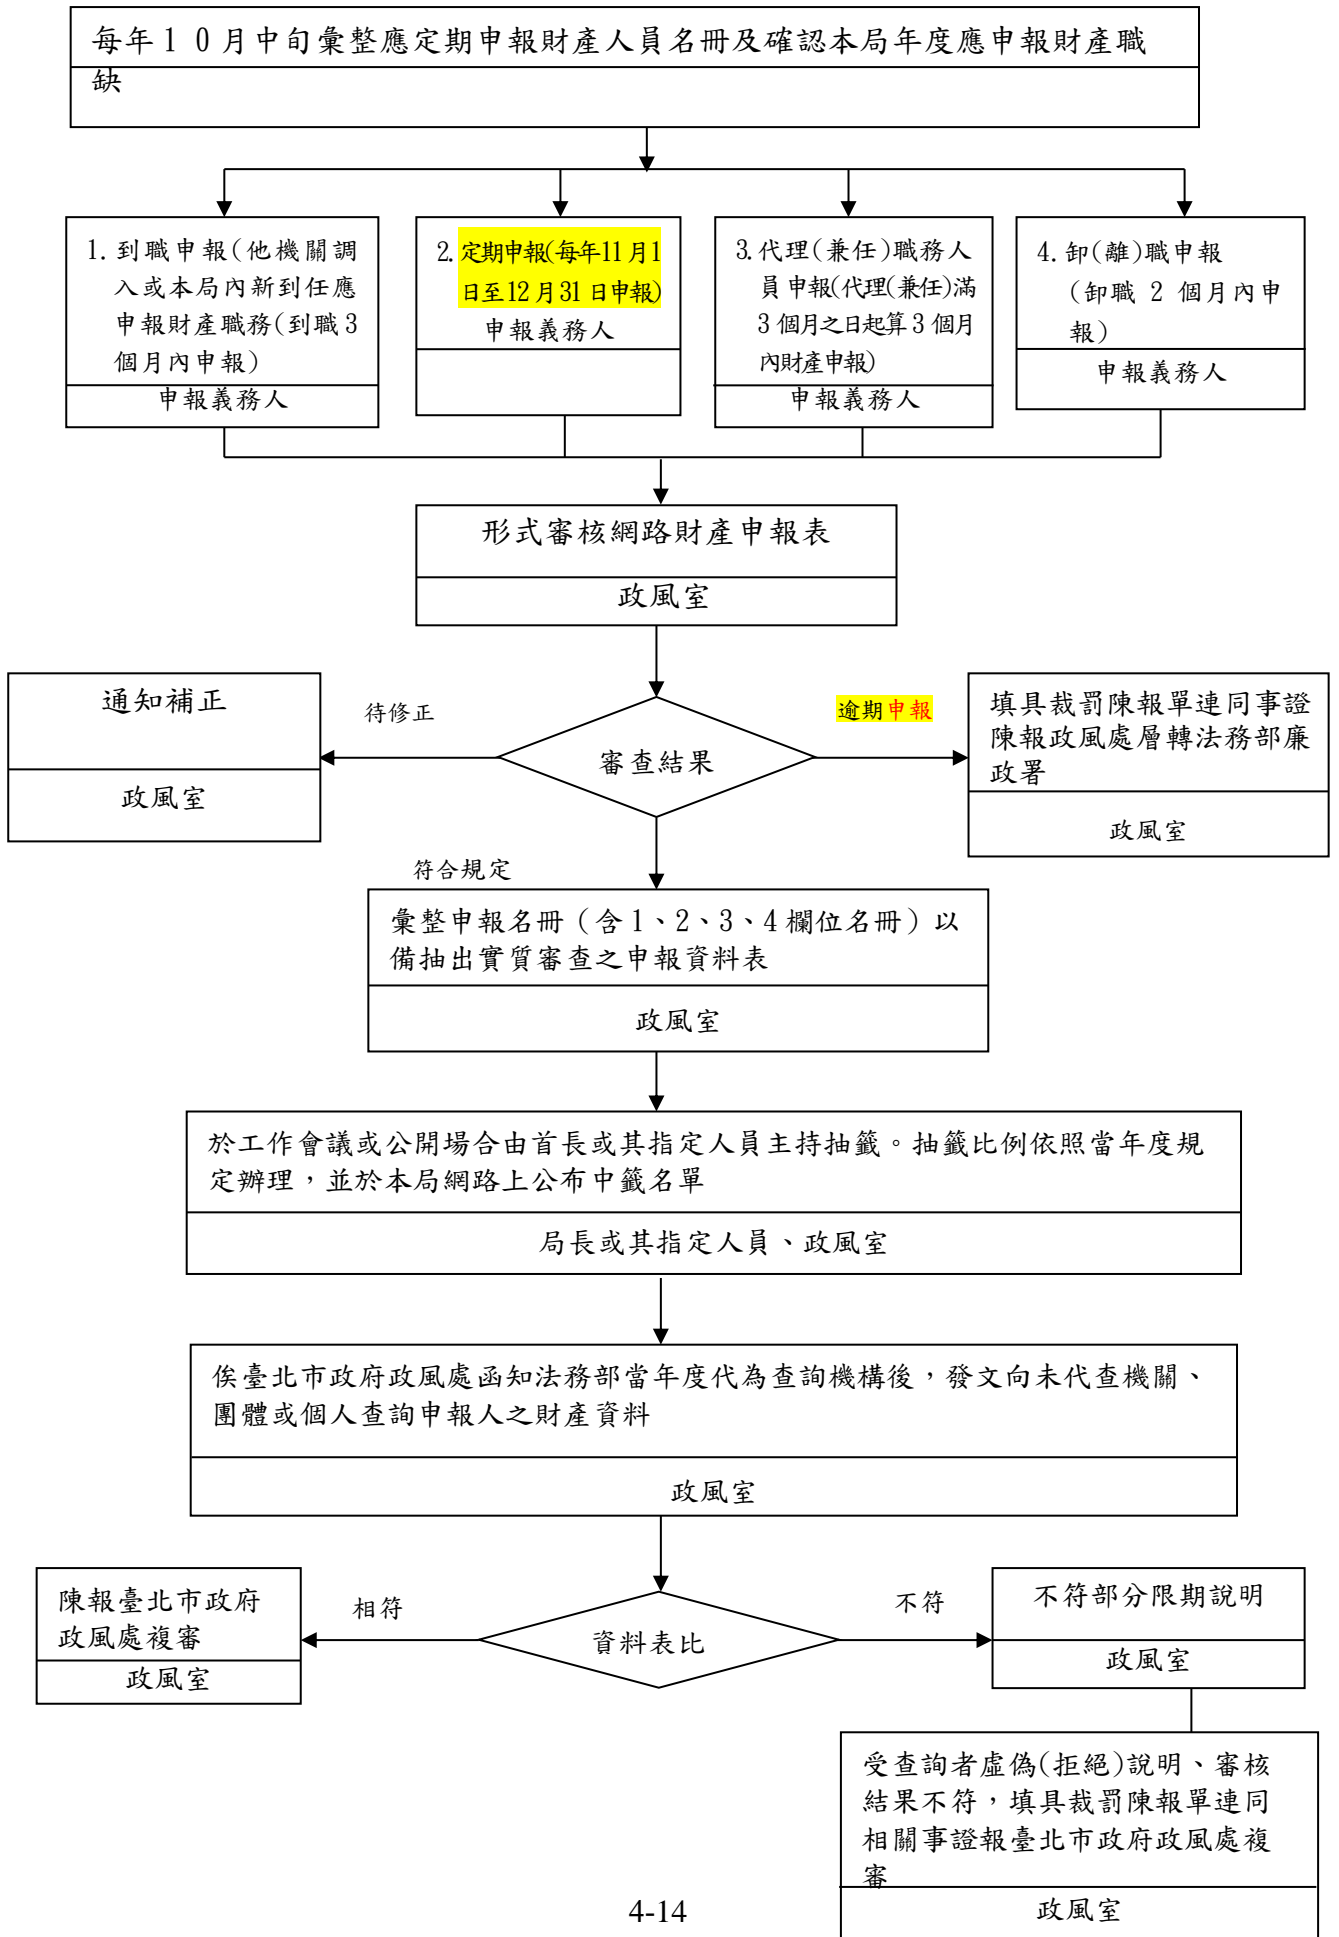 每年10月中旬彙整應定期申報財產人員名冊及確認本局年度應申報財產職
缺
1.到職申報(他機關調
入或本局內新到任應
申報財產職務(到職3
個月內申報)
申報義務人
2.定期申報(每年11月1
日至12月31日申報)
申報義務人
3.代理(兼任)職務人
員申報(代理(兼任)滿
3個月之日起算3個月
內財產申報)
申報義務人
4.卸(離)職申報
(卸職 2 個月內申
報)
申報義務人
形式審核網路財產申報表
政風室
通知補正
政風室
待修正
審查結果
逾期申報
填具裁罰陳報單連同事證
陳報政風處層轉法務部廉
政署
政風室
符合規定
彙整申報名冊（含1、2、3、4欄位名冊）以
備抽出實質審查之申報資料表
政風室
於工作會議或公開場合由首長或其指定人員主持抽籤。抽籤比例依照當年度規
定辦理，並於本局網路上公布中籤名單
局長或其指定人員、政風室
俟臺北市政府政風處函知法務部當年度代為查詢機構後，發文向未代查機關、
團體或個人查詢申報人之財產資料
政風室
陳報臺北市政府
政風處複審
政風室
相符
資料表比
不符
不符部分限期說明
政風室
受查詢者虛偽(拒絕)說明、審核
結果不符，填具裁罰陳報單連同
相關事證報臺北市政府政風處複
審
政風室
4-14